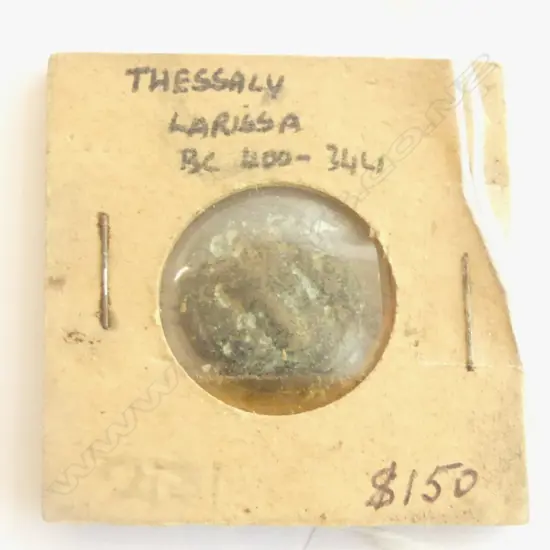 THESSALY
LARISSA
BC 400-344
$150